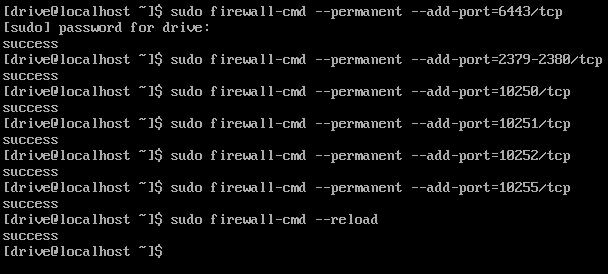 [drive@localhost ~]$ sudo firewall-cmd --permanent --add-port=6443/tcp
[sudo] password for drive:
success
[drive@localhost ~]$ sudo firewall-cmd --permanent --add-port=2379-2380/tcp
success
[drive@localhost ~]$ sudo firewall-cmd --permanent --add-port=10250/tcp
success
[drive@localhost ~]$ sudo firewall-cmd --permanent --add-port=10251/tcp
success
[drive@localhost ~]$ sudo firewall-cmd --permanent --add-port=10252/tcp
success
[drive@localhost ~]$ sudo firewall-cmd --permanent --add-port=10255/tcp
success
[drive@localhost ~]$ sudo firewall-cmd --reload
success
[drive@localhost ~]$